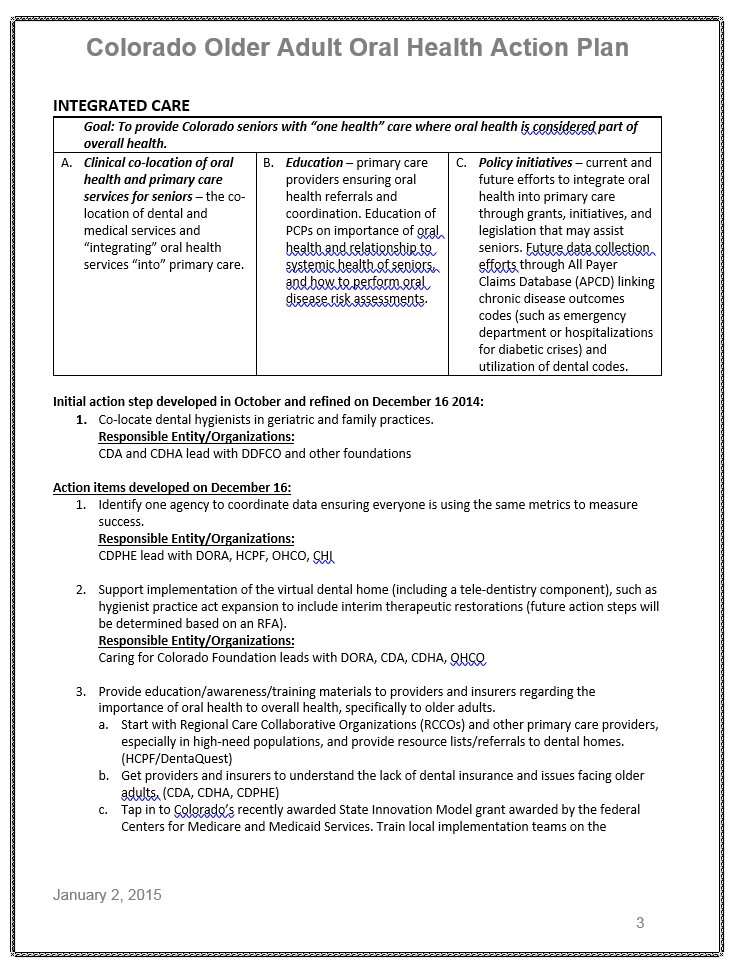 Colorado Older Adult Oral Health Action Plan
INTEGRATED CARE
Goal: To provide Colorado seniors with “one health” care where oral health is considered part of
overall health.
A. Clinical co-location of oral
health and primary care
services for seniors – the co-
location of dental and
medical services and
“integrating” oral health
services “into” primary care.
B. Education – primary care
providers ensuring oral
health referrals and
coordination. Education of
PCPs on importance of oral
health and relationship to
systemic health of seniors,
and how to perform oral
disease risk assessments.
C. Policy initiatives – current and
future efforts to integrate oral
health into primary care
through grants, initiatives, and
legislation that may assist
seniors. Future data collection
efforts through All Payer
Claims Database (APCD) linking
chronic disease outcomes
codes (such as emergency
department or hospitalizations
for diabetic crises) and
utilization of dental codes.
Initial action step developed in October and refined on December 16 2014:
1. Co-locate dental hygienists in geriatric and family practices.
Responsible Entity/Organizations:
CDA and CDHA lead with DDFCO and other foundations
Action items developed on December 16:
1. Identify one agency to coordinate data ensuring everyone is using the same metrics to measure
success.
Responsible Entity/Organizations:
CDPHE lead with DORA, HCPF, OHCO, CHI
2. Support implementation of the virtual dental home (including a tele-dentistry component), such as
hygienist practice act expansion to include interim therapeutic restorations (future action steps will
be determined based on an RFA).
Responsible Entity/Organizations:
Caring for Colorado Foundation leads with DORA, CDA, CDHA, OHCO
3. Provide education/awareness/training materials to providers and insurers regarding the
importance of oral health to overall health, specifically to older adults.
a. Start with Regional Care Collaborative Organizations (RCCOs) and other primary care providers,
especially in high-need populations, and provide resource lists/referrals to dental homes.
(HCPF/DentaQuest)
b. Get providers and insurers to understand the lack of dental insurance and issues facing older
adults. (CDA, CDHA, CDPHE)
c. Tap in to Colorado’s recently awarded State Innovation Model grant awarded by the federal
Centers for Medicare and Medicaid Services. Train local implementation teams on the
January 2, 2015
3